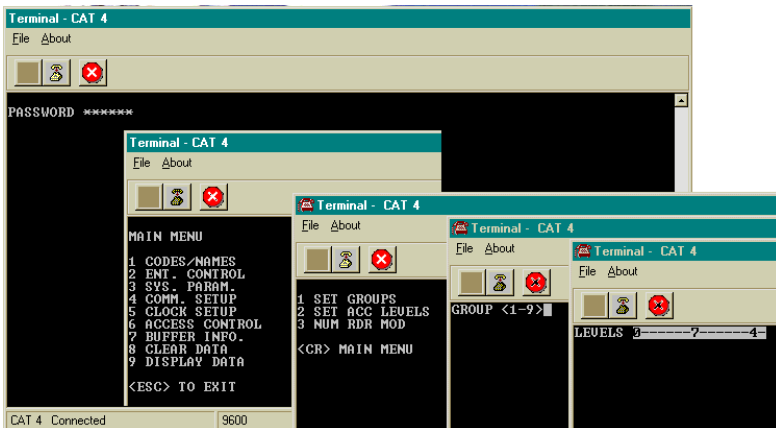 Terminal - CAT 4
File About
PASSWORD ******
Terminal - CAT 4
File About
MAIN MENU
1 CODES/NAMES
2 ENT. CONTROL
3 SYS. PARAM.
4 COMM. SETUP
5 CLOCK SETUP
6 ACCESS CONTROL
7 BUFFER INFO.
8 CLEAR DATA
9 DISPLAY DATA
<ESC> TO EXIT
Terminal - CAT 4
File About
1 SET GROUPS
2 SET ACC LEVELS
3 NUM RDR MOD
<CR> MAIN MENU
Terminal - CAT 4
File About
GROUP <1-9>
Terminal - CAT 4
File About
LEVELS 0------7------4-
CAT 4 Connected 9600